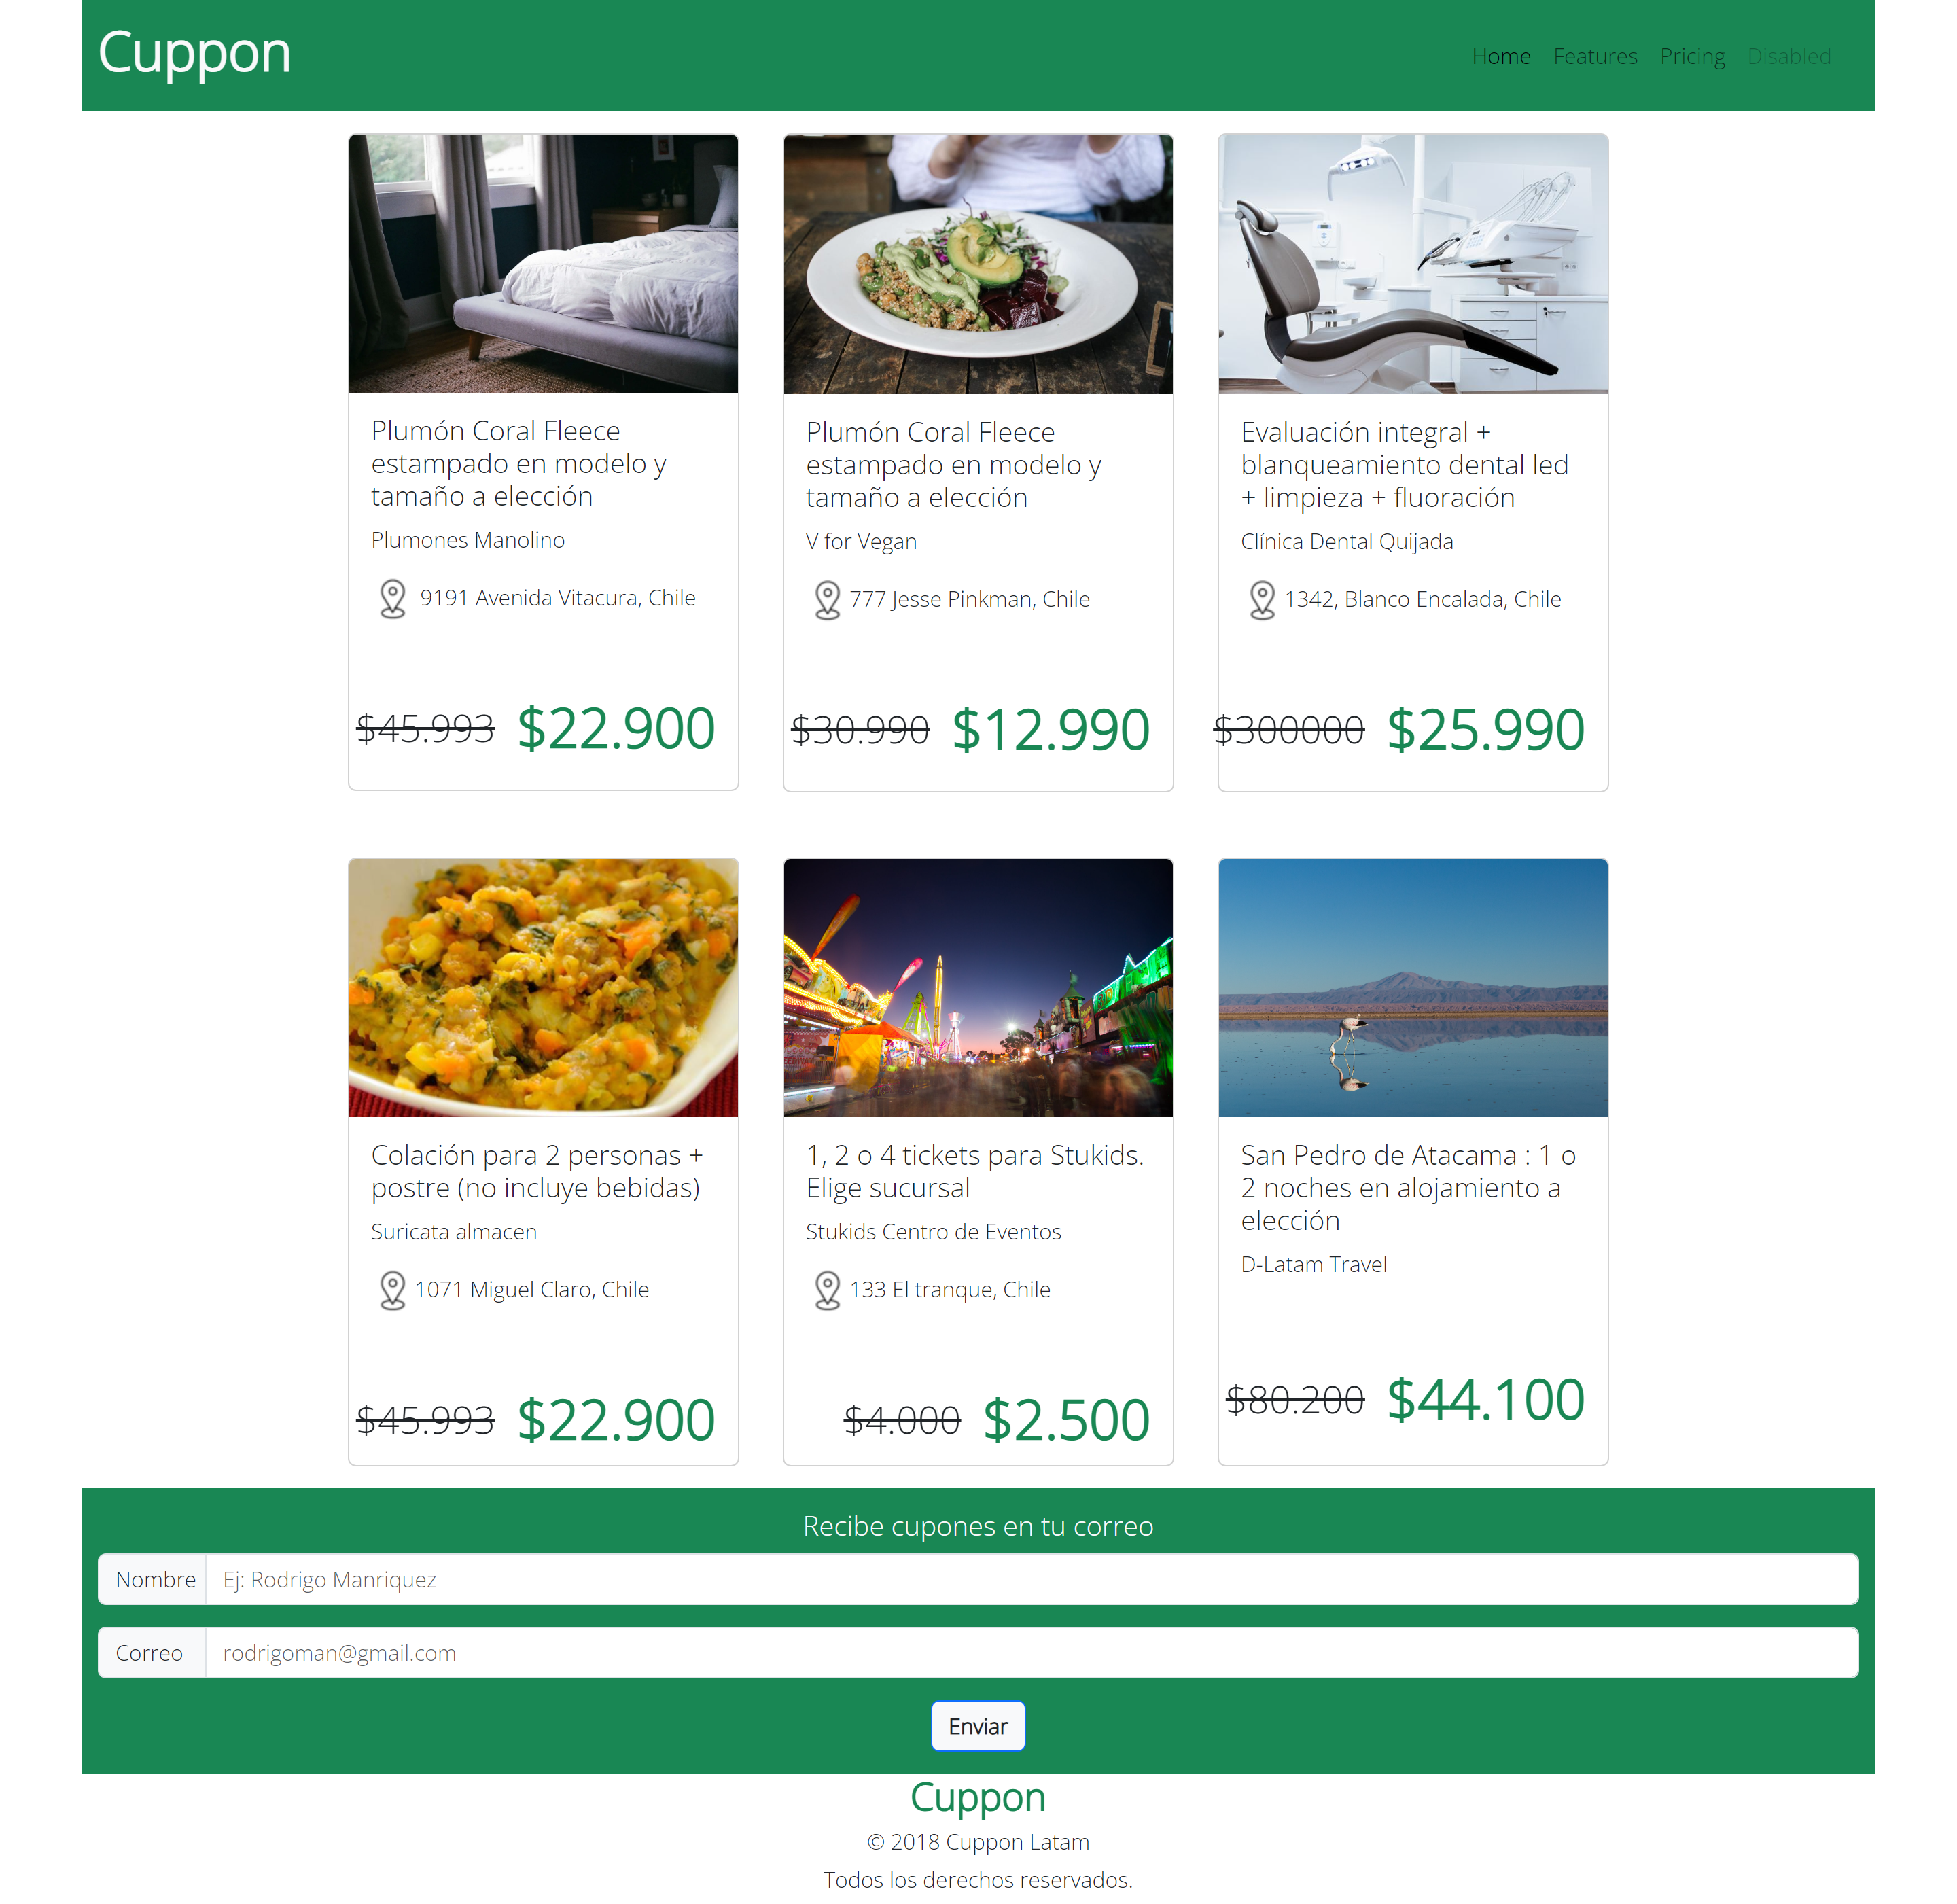 Cuppon
Home Features Pricing Disabled
Plumón Coral Fleece
estampado en modelo y
tamaño a elección
Plumones Manolino
9191 Avenida Vitacura, Chile
$45.993 $22.900
Plumón Coral Fleece
estampado en modelo y
tamaño a elección
V for Vegan
777 Jesse Pinkman, Chile
$30.990 $12.990
Evaluación integral +
blanqueamiento dental led
+ limpieza + fluoración
Clínica Dental Quijada
1342, Blanco Encalada, Chile
$300000 $25.990
Colación para 2 personas +
postre (no incluye bebidas)
Suricata almacen
1071 Miguel Claro, Chile
$45.993 $22.900
1, 2 o 4 tickets para Stukids.
Elige sucursal
Stukids Centro de Eventos
133 El tranque, Chile
$4.000 $2.500
San Pedro de Atacama : 1 o
2 noches en alojamiento a
elección
D-Latam Travel
$80.200 $44.100
Recibe cupones en tu correo
Nombre Ej: Rodrigo Manriquez
Correo rodrigoman@gmail.com
Enviar
Cuppon
© 2018 Cuppon Latam
Todos los derechos reservados.